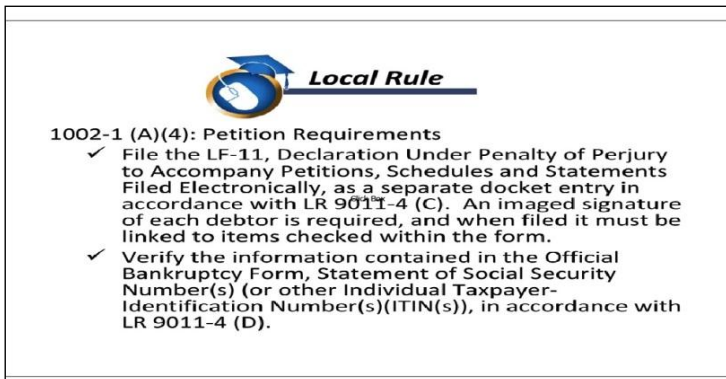 Local Rule
1002-1 (A)(4): Petition Requirements
✓ File the LF-11, Declaration Under Penalty of Perjury
to Accompany Petitions, Schedules and Statements
Filed Electronically, as a separate docket entry in
accordance with LR 9011-4 (C). An imaged signature
of each debtor is required, and when filed it must be
linked to items checked within the form.
✓ Verify the information contained in the Official
Bankruptcy Form, Statement of Social Security
Number(s) (or other Individual Taxpayer-
Identification Number(s)(ITIN(s)), in accordance with
LR 9011-4 (D).
Click Box